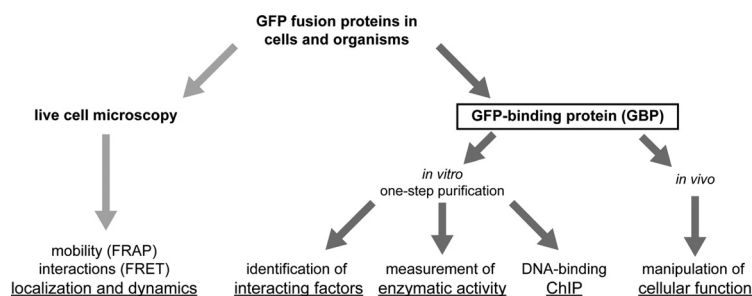 GFP fusion proteins in
cells and organisms
live cell microscopy
GFP-binding protein (GBP)
in vitro
one-step purification
in vivo
mobility (FRAP)
interactions (FRET)
localization and dynamics
identification of
interacting factors
measurement of
enzymatic activity
DNA-binding
ChIP
manipulation of
cellular function